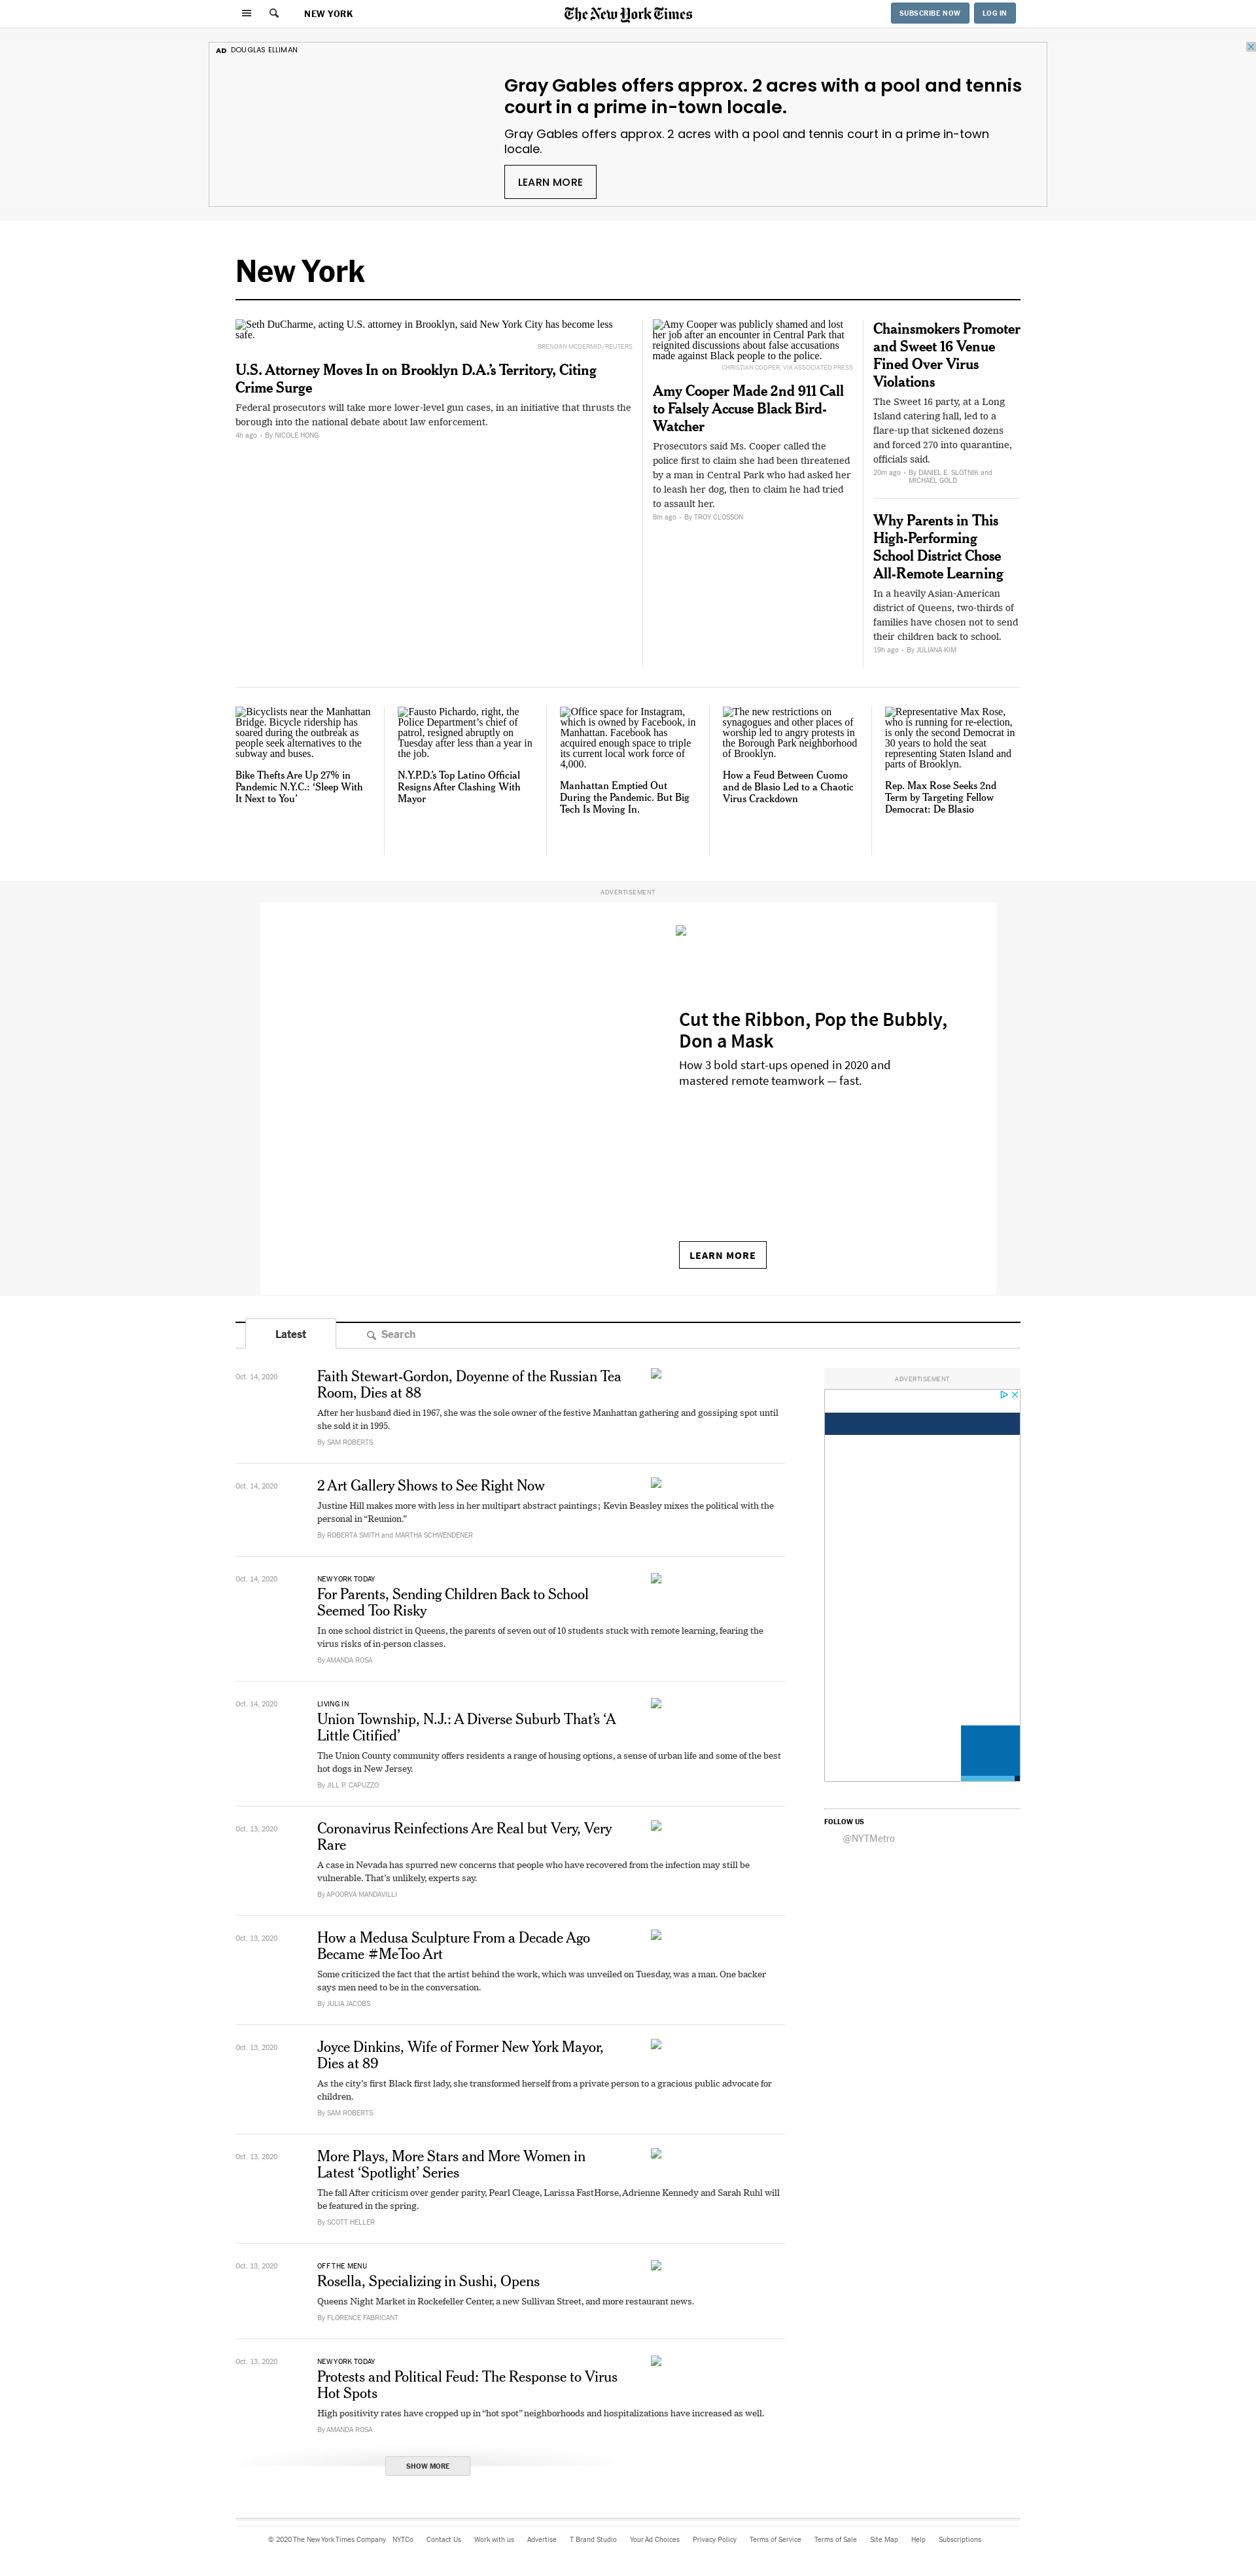 NEW YORK
The New York Times
SUBSCRIBE NOW
LOG IN
AD DOUGLAS ELLIMAN
Gray Gables offers approx. 2 acres with a pool and tennis
court in a prime in-town locale.
Gray Gables offers approx. 2 acres with a pool and tennis court in a prime in-town
locale.
LEARN MORE
New York
Seth DuCharme, acting U.S. attorney in Brooklyn, said New York City has become less
safe.
BRENDAN MCDERMID/REUTERS
U.S. Attorney Moves In on Brooklyn D.A.’s Territory, Citing
Crime Surge
Federal prosecutors will take more lower-level gun cases, in an initiative that thrusts the
borough into the national debate about law enforcement.
4h ago • By NICOLE HONG
Amy Cooper was publicly shamed and lost
her job after an encounter in Central Park that
reignited discussions about false accusations
made against Black people to the police.
CHRISTIAN COOPER, VIA ASSOCIATED PRESS
Amy Cooper Made 2nd 911 Call
to Falsely Accuse Black Bird-
Watcher
Prosecutors said Ms. Cooper called the
police first to claim she had been threatened
by a man in Central Park who had asked her
to leash her dog, then to claim he had tried
to assault her.
8m ago • By TROY CLOSSON
Chainsmokers Promoter
and Sweet 16 Venue
Fined Over Virus
Violations
The Sweet 16 party, at a Long
Island catering hall, led to a
flare-up that sickened dozens
and forced 270 into quarantine,
officials said.
20m ago • By DANIEL E. SLOTNIK and
MICHAEL GOLD
Why Parents in This
High-Performing
School District Chose
All-Remote Learning
In a heavily Asian-American
district of Queens, two-thirds of
families have chosen not to send
their children back to school.
19h ago • By JULIANA KIM
Bicyclists near the Manhattan
Bridge. Bicycle ridership has
soared during the outbreak as
people seek alternatives to the
subway and buses.
Bike Thefts Are Up 27% in
Pandemic N.Y.C.: ‘Sleep With
It Next to You’
Fausto Pichardo, right, the
Police Department’s chief of
patrol, resigned abruptly on
Tuesday after less than a year in
the job.
N.Y.P.D.’s Top Latino Official
Resigns After Clashing With
Mayor
Office space for Instagram,
which is owned by Facebook, in
Manhattan. Facebook has
acquired enough space to triple
its current local work force of
4,000.
Manhattan Emptied Out
During the Pandemic. But Big
Tech Is Moving In.
The new restrictions on
synagogues and other places of
worship led to angry protests in
the Borough Park neighborhood
of Brooklyn.
How a Feud Between Cuomo
and de Blasio Led to a Chaotic
Virus Crackdown
Representative Max Rose,
who is running for re-election,
is only the second Democrat in
30 years to hold the seat
representing Staten Island and
parts of Brooklyn.
Rep. Max Rose Seeks 2nd
Term by Targeting Fellow
Democrat: De Blasio
ADVERTISEMENT
Cut the Ribbon, Pop the Bubbly,
Don a Mask
How 3 bold start-ups opened in 2020 and
mastered remote teamwork — fast.
LEARN MORE
Latest
Search
Oct. 14, 2020
Faith Stewart-Gordon, Doyenne of the Russian Tea
Room, Dies at 88
After her husband died in 1967, she was the sole owner of the festive Manhattan gathering and gossiping spot until
she sold it in 1995.
By SAM ROBERTS
Oct. 14, 2020
2 Art Gallery Shows to See Right Now
Justine Hill makes more with less in her multipart abstract paintings; Kevin Beasley mixes the political with the
personal in “Reunion.”
By ROBERTA SMITH and MARTHA SCHWENDENER
Oct. 14, 2020
NEW YORK TODAY
For Parents, Sending Children Back to School
Seemed Too Risky
In one school district in Queens, the parents of seven out of 10 students stuck with remote learning, fearing the
virus risks of in-person classes.
By AMANDA ROSA
Oct. 14, 2020
LIVING IN
Union Township, N.J.: A Diverse Suburb That’s ‘A
Little Citified’
The Union County community offers residents a range of housing options, a sense of urban life and some of the best
hot dogs in New Jersey.
By JILL P. CAPUZZO
Oct. 13, 2020
Coronavirus Reinfections Are Real but Very, Very
Rare
A case in Nevada has spurred new concerns that people who have recovered from the infection may still be
vulnerable. That’s unlikely, experts say.
By APOORVA MANDAVILLI
Oct. 13, 2020
How a Medusa Sculpture From a Decade Ago
Became #MeToo Art
Some criticized the fact that the artist behind the work, which was unveiled on Tuesday, was a man. One backer
says men need to be in the conversation.
By JULIA JACOBS
Oct. 13, 2020
Joyce Dinkins, Wife of Former New York Mayor,
Dies at 89
As the city’s first Black first lady, she transformed herself from a private person to a gracious public advocate for
children.
By SAM ROBERTS
Oct. 13, 2020
More Plays, More Stars and More Women in
Latest ‘Spotlight’ Series
The fall After criticism over gender parity, Pearl Cleage, Larissa FastHorse, Adrienne Kennedy and Sarah Ruhl will
be featured in the spring.
By SCOTT HELLER
Oct. 13, 2020
OFF THE MENU
Rosella, Specializing in Sushi, Opens
Queens Night Market in Rockefeller Center, a new Sullivan Street, and more restaurant news.
By FLORENCE FABRICANT
Oct. 13, 2020
NEW YORK TODAY
Protests and Political Feud: The Response to Virus
Hot Spots
High positivity rates have cropped up in “hot spot” neighborhoods and hospitalizations have increased as well.
By AMANDA ROSA
SHOW MORE
ADVERTISEMENT
FOLLOW US
@NYTMetro
© 2020 The New York Times Company NYTCo Contact Us Work with us Advertise T Brand Studio Your Ad Choices Privacy Policy Terms of Service Terms of Sale Site Map Help Subscriptions